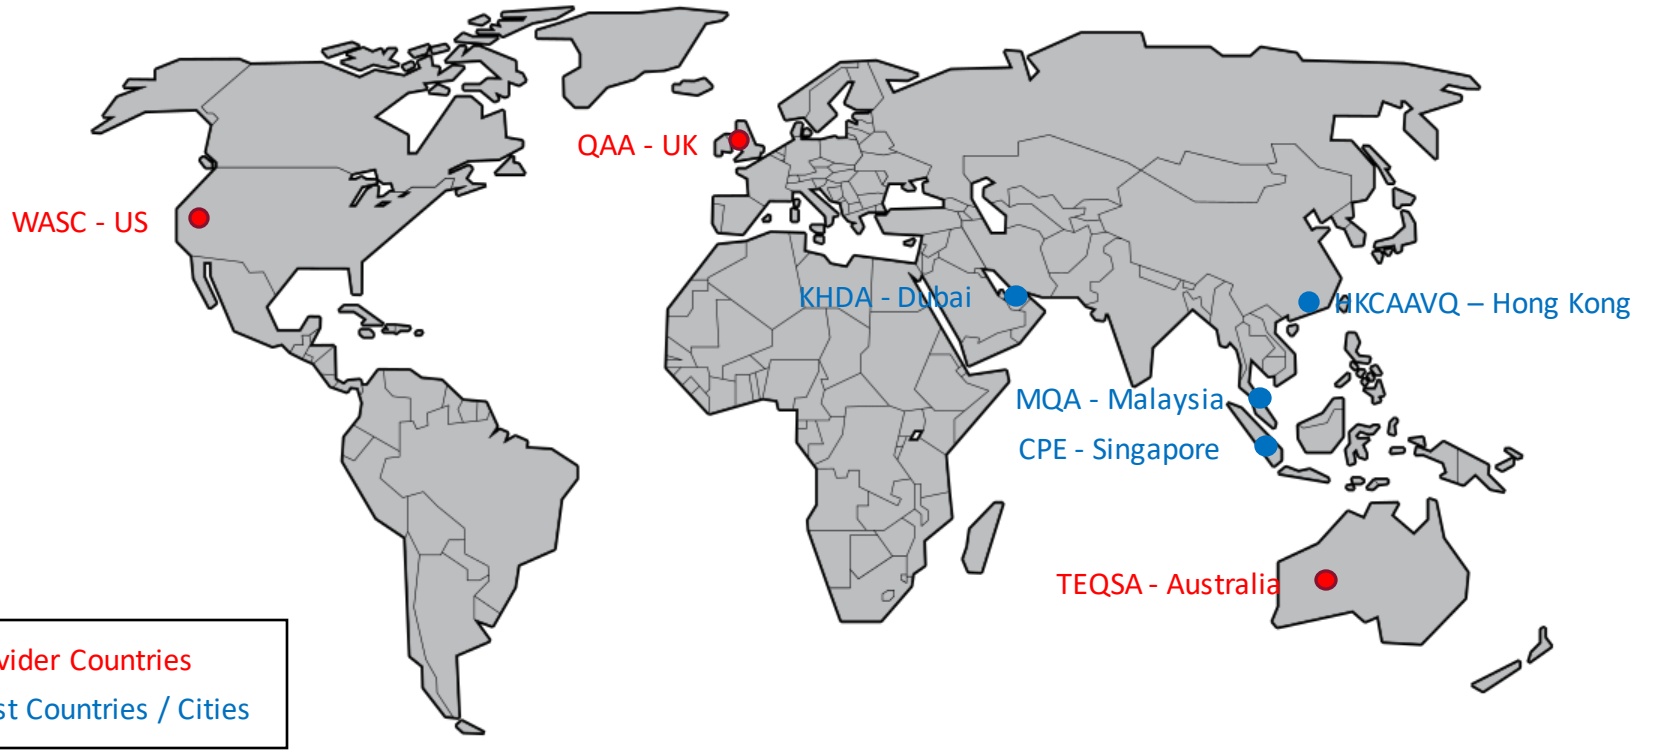 QAA - UK
WASC - US
KHDA - Dubai
HKCAAVQ – Hong Kong
MQA - Malaysia
CPE - Singapore
TEQSA - Australia
vider Countries
st Countries / Cities